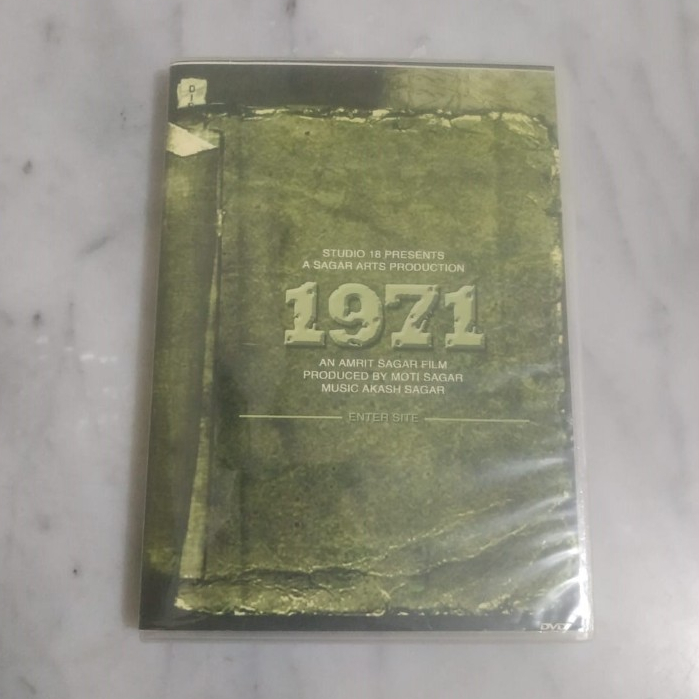 STUDIO 18 PRESENTS
A SAGAR ARTS PRODUCTION
1971
AN AMRIT SAGAR FILM
PRODUCED BY MOTI SAGAR
MUSIC AKASH SAGAR
ENTER SITE
DVD